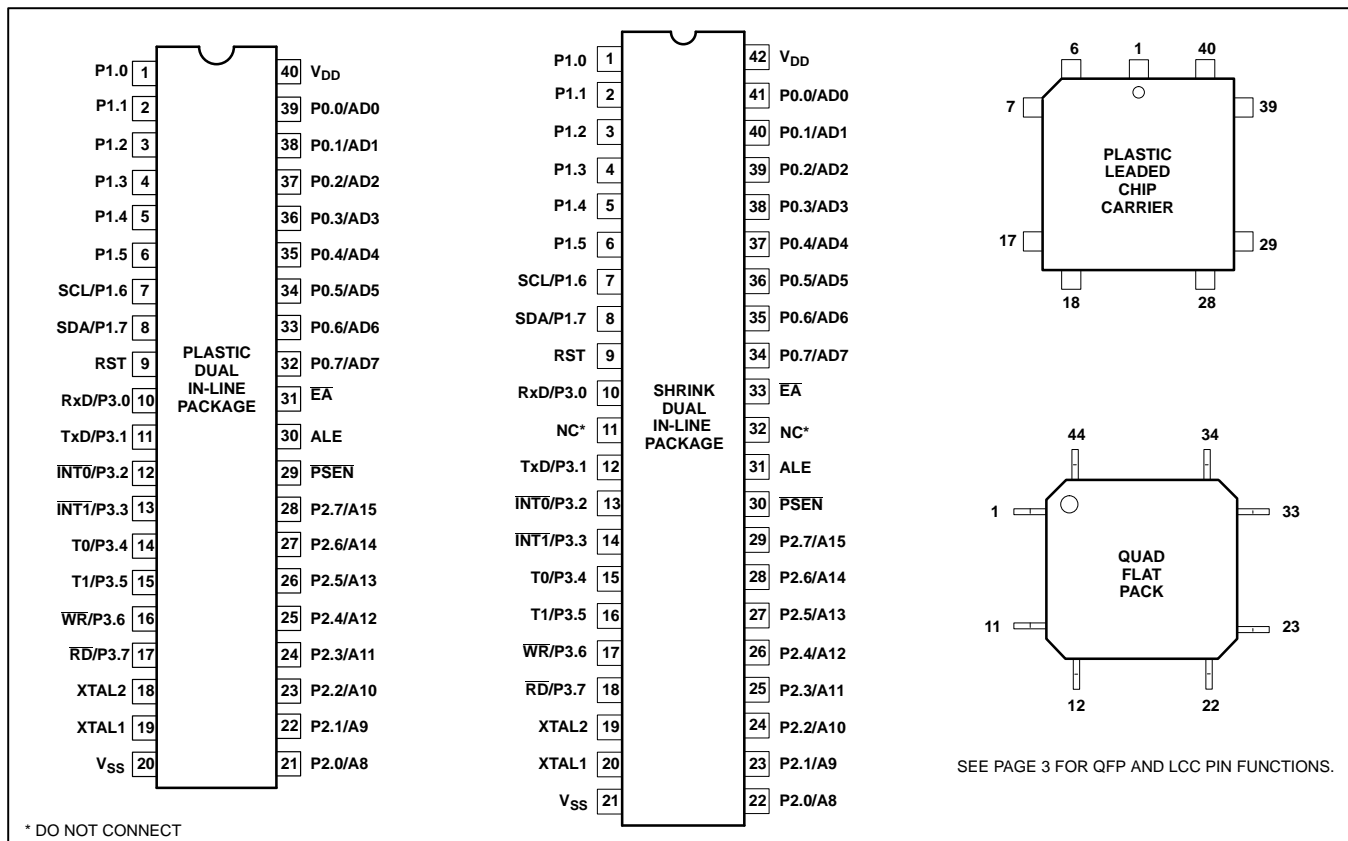 P1.0 1 40 VDD
P1.1 2 39 P0.0/AD0
P1.2 3 38 P0.1/AD1
P1.3 4 37 P0.2/AD2
P1.4 5 36 P0.3/AD3
P1.5 6 35 P0.4/AD4
SCL/P1.6 7 34 P0.5/AD5
SDA/P1.7 8 33 P0.6/AD6
RST 9 32 P0.7/AD7
RxD/P3.0 10 31 E̅A̅
TxD/P3.1 11 30 ALE
I̅N̅T̅0̅/P3.2 12 29 P̅S̅E̅N̅
I̅N̅T̅1̅/P3.3 13 28 P2.7/A15
T0/P3.4 14 27 P2.6/A14
T1/P3.5 15 26 P2.5/A13
W̅R̅/P3.6 16 25 P2.4/A12
R̅D̅/P3.7 17 24 P2.3/A11
XTAL2 18 23 P2.2/A10
XTAL1 19 22 P2.1/A9
VSS 20 21 P2.0/A8
PLASTIC
DUAL
IN-LINE
PACKAGE
* DO NOT CONNECT
P1.0 1 42 VDD
P1.1 2 41 P0.0/AD0
P1.2 3 40 P0.1/AD1
P1.3 4 39 P0.2/AD2
P1.4 5 38 P0.3/AD3
P1.5 6 37 P0.4/AD4
SCL/P1.6 7 36 P0.5/AD5
SDA/P1.7 8 35 P0.6/AD6
RST 9 34 P0.7/AD7
RxD/P3.0 10 33 E̅A̅
NC* 11 32 NC*
TxD/P3.1 12 31 ALE
I̅N̅T̅0̅/P3.2 13 30 P̅S̅E̅N̅
I̅N̅T̅1̅/P3.3 14 29 P2.7/A15
T0/P3.4 15 28 P2.6/A14
T1/P3.5 16 27 P2.5/A13
W̅R̅/P3.6 17 26 P2.4/A12
R̅D̅/P3.7 18 25 P2.3/A11
XTAL2 19 24 P2.2/A10
XTAL1 20 23 P2.1/A9
VSS 21 22 P2.0/A8
SHRINK
DUAL
IN-LINE
PACKAGE
6 1 40
7 39
PLASTIC
LEADED
CHIP
CARRIER
17 29
18 28
44 34
1 33
QUAD
FLAT
PACK
11 23
12 22
SEE PAGE 3 FOR QFP AND LCC PIN FUNCTIONS.